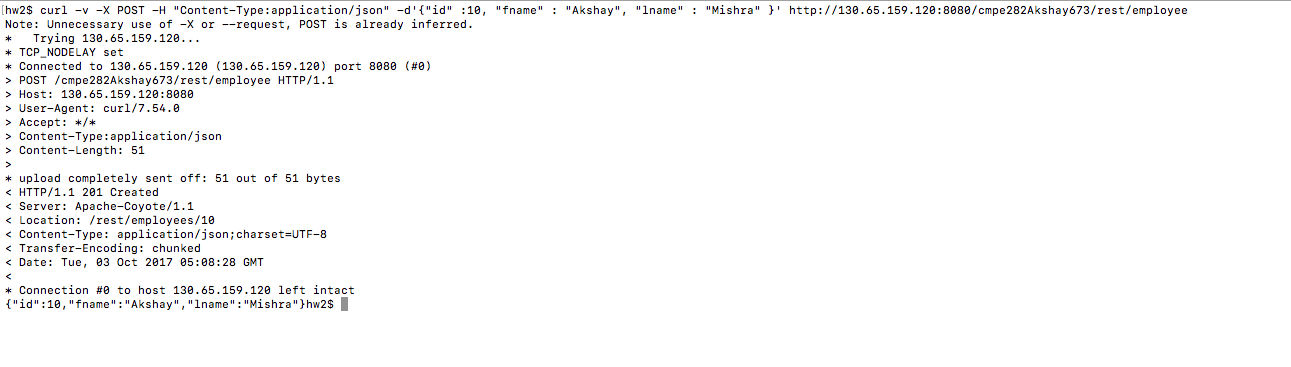 hw2$ curl -v -X POST -H "Content-Type:application/json" -d'{"id" :10, "fname" : "Akshay", "lname" : "Mishra" }' http://130.65.159.120:8080/cmpe282Akshay673/rest/employee
Note: Unnecessary use of -X or --request, POST is already inferred.
*   Trying 130.65.159.120...
* TCP_NODELAY set
* Connected to 130.65.159.120 (130.65.159.120) port 8080 (#0)
> POST /cmpe282Akshay673/rest/employee HTTP/1.1
> Host: 130.65.159.120:8080
> User-Agent: curl/7.54.0
> Accept: */*
> Content-Type:application/json
> Content-Length: 51
>
* upload completely sent off: 51 out of 51 bytes
< HTTP/1.1 201 Created
< Server: Apache-Coyote/1.1
< Location: /rest/employees/10
< Content-Type: application/json;charset=UTF-8
< Transfer-Encoding: chunked
< Date: Tue, 03 Oct 2017 05:08:28 GMT
<
* Connection #0 to host 130.65.159.120 left intact
{"id":10,"fname":"Akshay","lname":"Mishra"}hw2$